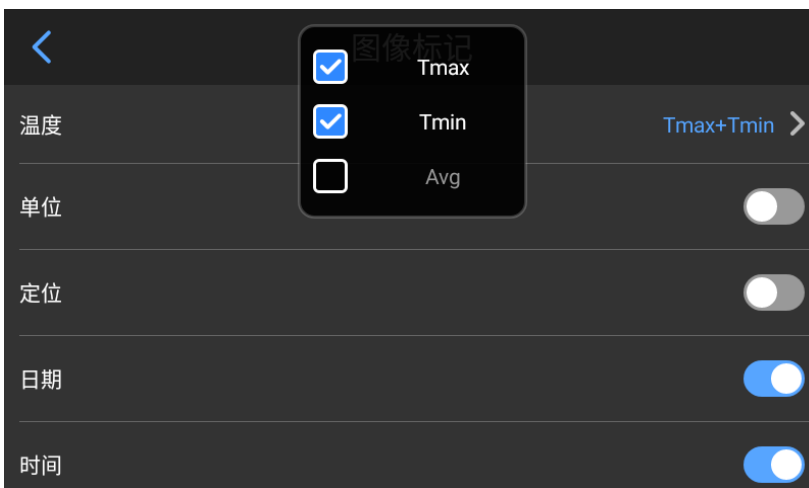 图像标记
Tmax
Tmin
Avg
温度
Tmax+Tmin
单位
定位
日期
时间